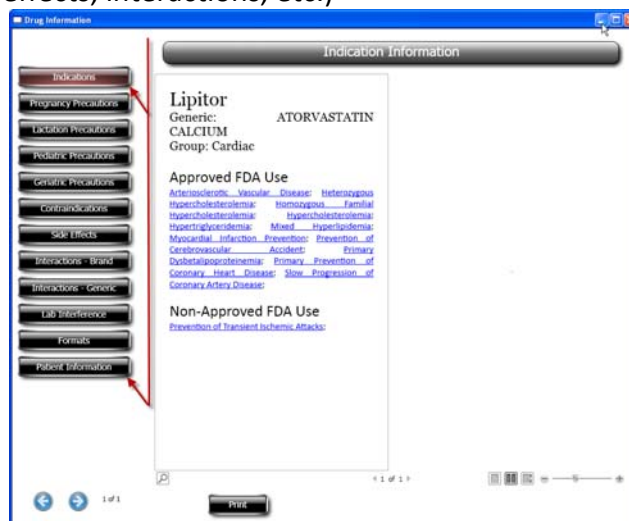 effects, interactions, etc.)
Drug Information
Indication Information
Indications
Pregnancy Precautions
Lactation Precautions
Pediatric Precautions
Geriatric Precautions
Contraindications
Side Effects
Interactions - Brand
Interactions - Generic
Lab Interference
Formats
Patient Information
Lipitor
Generic: ATORVASTATIN
CALCIUM
Group: Cardiac
Approved FDA Use
Arteriosclerotic Vascular Disease; Heterozygous
Hypercholesterolemia; Homozygous Familial
Hypercholesterolemia; Hypercholesterolemia;
Hypertriglyceridemia; Mixed Hyperlipidemia;
Myocardial Infarction Prevention; Prevention of
Cerebrovascular Accident; Primary
Dysbetalipoproteinemia; Primary Prevention of
Coronary Heart Disease; Slow Progression of
Coronary Artery Disease;
Non-Approved FDA Use
Prevention of Transient Ischemic Attacks;
1 of 1
1 of 1
Print